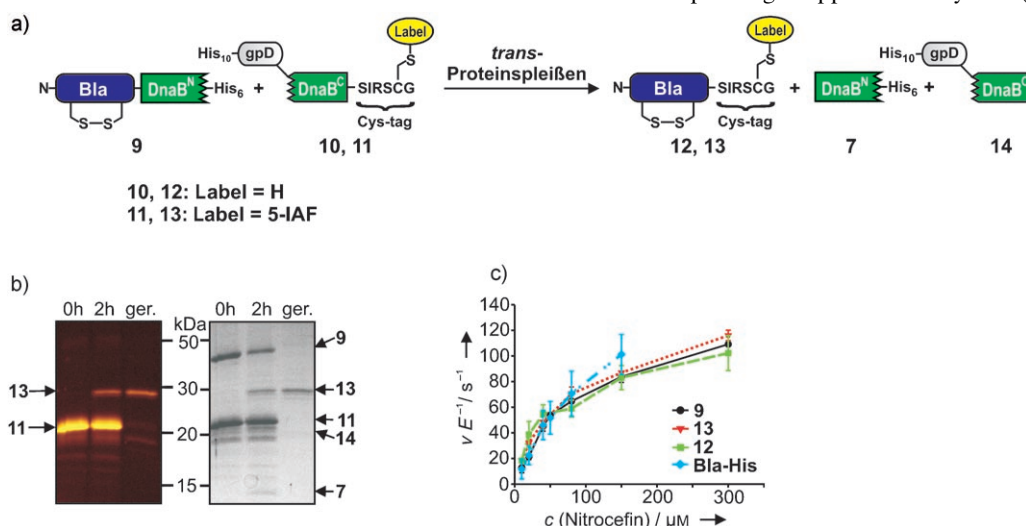 a)
Label
His10 gpD
S
trans-
Proteinspleißen
Label
S
His10 gpD
N Bla DnaBN His6 + DnaBC SIRSCG
N Bla SIRSCG + DnaBN His6 + DnaBC
S–S
Cys-tag
S–S
Cys-tag
9
10, 11
12, 13
7
14
10, 12: Label = H
11, 13: Label = 5-IAF
b)
0h 2h ger.
kDa
0h 2h ger.
50
30
20
15
13
11
9
13
11
14
7
c)
v E⁻¹/ s⁻¹
140
120
100
80
60
40
20
0
9
13
12
Bla-His
0 100 200 300
c (Nitrocefin) / µM